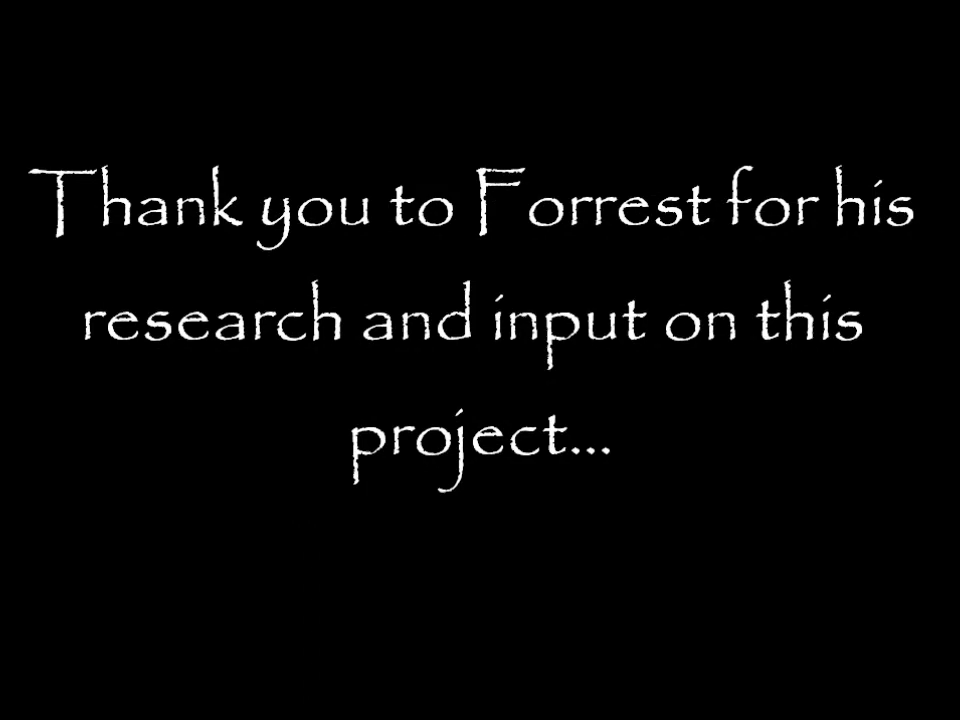 Thank you to Forrest for his
research and input on this
project...